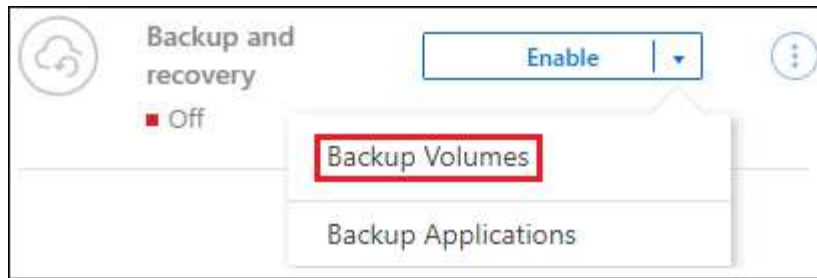 Backup and
recovery
Enable
Off
Backup Volumes
Backup Applications